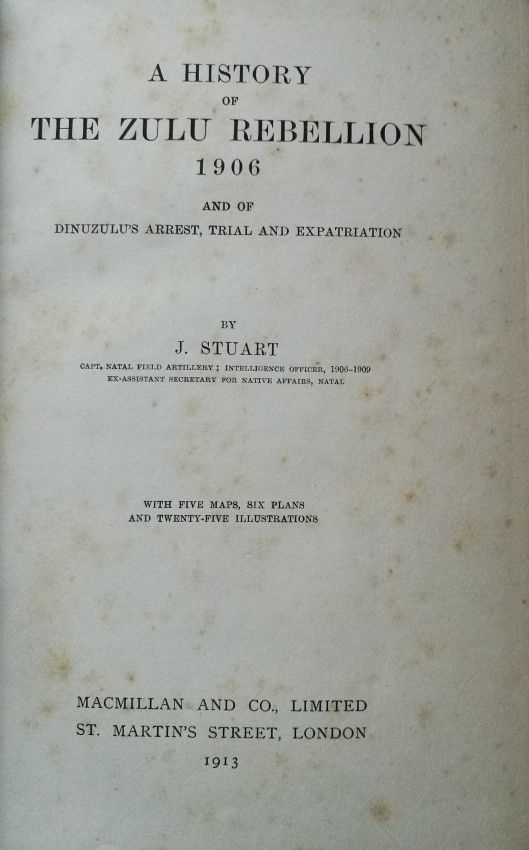 A HISTORY
OF
THE ZULU REBELLION
1906
AND OF
DINUZULU'S ARREST, TRIAL AND EXPATRIATION
BY
J. STUART
CAPT. NATAL FIELD ARTILLERY; INTELLIGENCE OFFICER, 1906-1909
EX-ASSISTANT SECRETARY FOR NATIVE AFFAIRS, NATAL
WITH FIVE MAPS, SIX PLANS
AND TWENTY-FIVE ILLUSTRATIONS
MACMILLAN AND CO., LIMITED
ST. MARTIN'S STREET, LONDON
1913